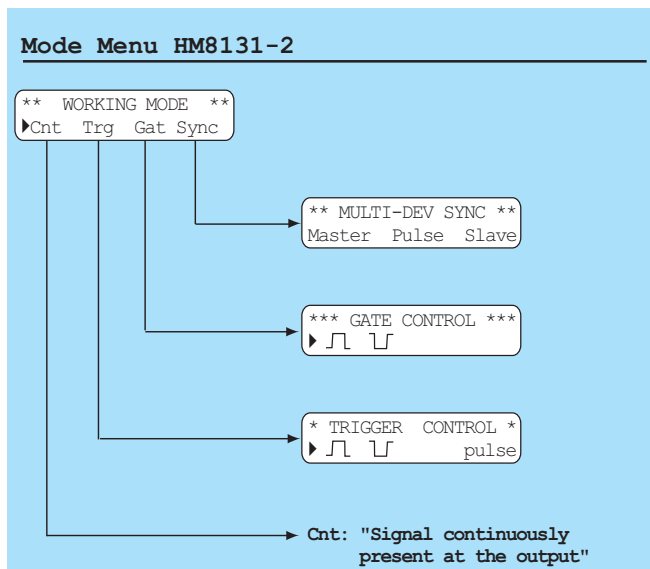 Mode Menu HM8131-2
** WORKING MODE **
Cnt Trg Gat Sync
** MULTI-DEV SYNC **
Master Pulse Slave
*** GATE CONTROL ***
* TRIGGER CONTROL *
pulse
Cnt: "Signal continuously
present at the output"